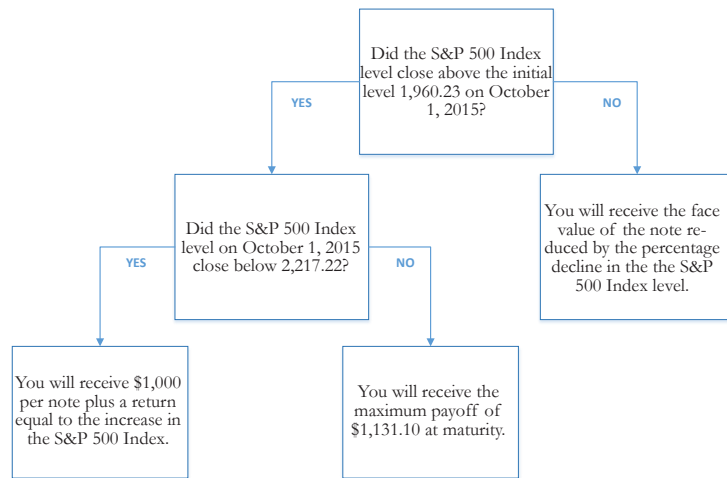 Did the S&P 500 Index
level close above the initial
level 1,960.23 on October
1, 2015?
YES
NO
Did the S&P 500 Index
level on October 1, 2015
close below 2,217.22?
You will receive the face
value of the note re-
duced by the percentage
decline in the the S&P
500 Index level.
YES
NO
You will receive $1,000
per note plus a return
equal to the increase in
the S&P 500 Index.
You will receive the
maximum payoff of
$1,131.10 at maturity.